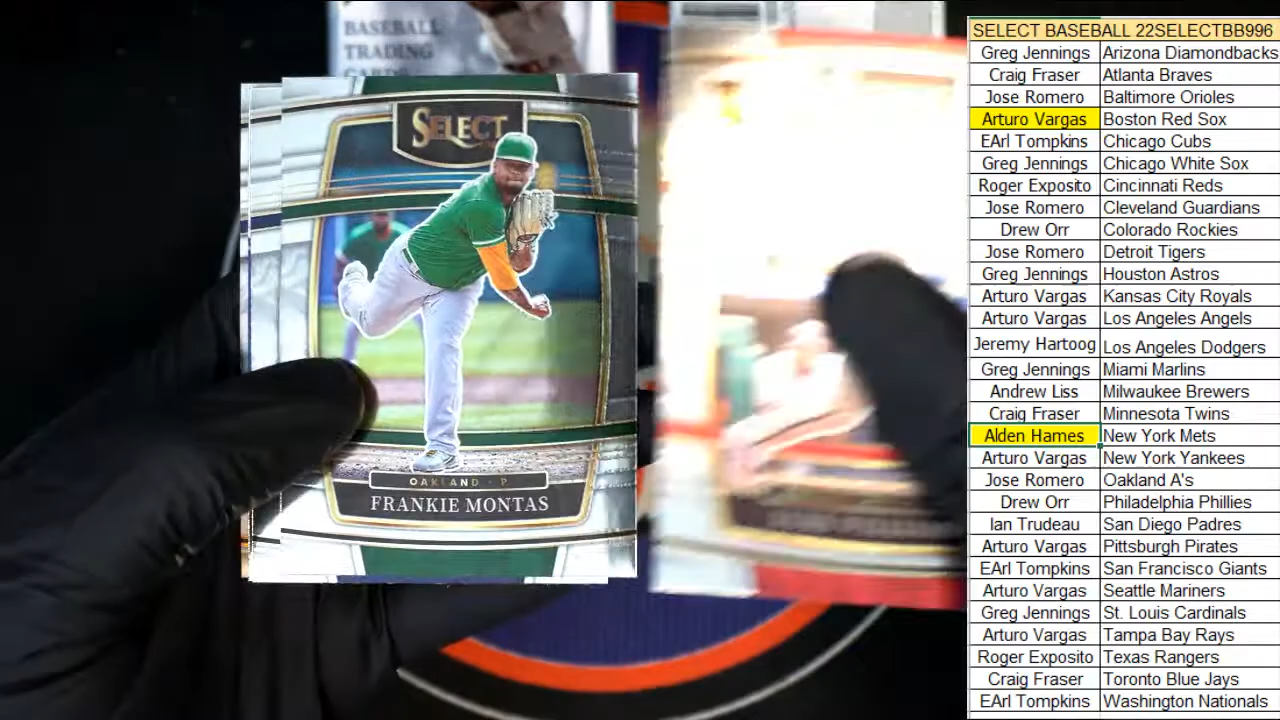 BASEBALL
TRADING
CARDS
SELECT
OAKLAND - P
FRANKIE MONTAS
SELECT BASEBALL 22SELECTBB996
Greg Jennings Arizona Diamondbacks
Craig Fraser Atlanta Braves
Jose Romero Baltimore Orioles
Arturo Vargas Boston Red Sox
EArl Tompkins Chicago Cubs
Greg Jennings Chicago White Sox
Roger Exposito Cincinnati Reds
Jose Romero Cleveland Guardians
Drew Orr Colorado Rockies
Jose Romero Detroit Tigers
Greg Jennings Houston Astros
Arturo Vargas Kansas City Royals
Arturo Vargas Los Angeles Angels
Jeremy Hartoog Los Angeles Dodgers
Greg Jennings Miami Marlins
Andrew Liss Milwaukee Brewers
Craig Fraser Minnesota Twins
Alden Hames New York Mets
Arturo Vargas New York Yankees
Jose Romero Oakland A's
Drew Orr Philadelphia Phillies
Ian Trudeau San Diego Padres
Arturo Vargas Pittsburgh Pirates
EArl Tompkins San Francisco Giants
Arturo Vargas Seattle Mariners
Greg Jennings St. Louis Cardinals
Arturo Vargas Tampa Bay Rays
Roger Exposito Texas Rangers
Craig Fraser Toronto Blue Jays
EArl Tompkins Washington Nationals